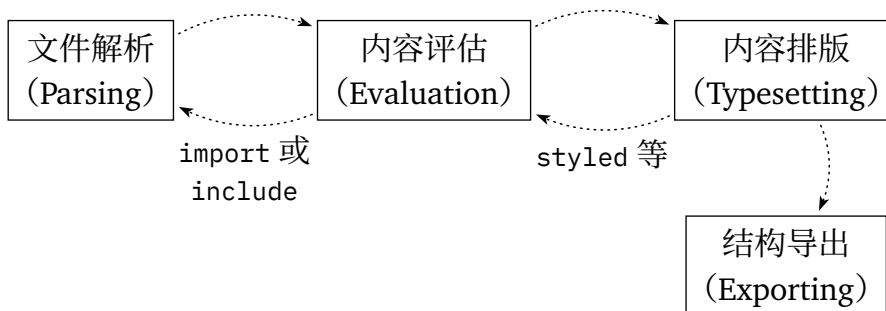 文件解析
（Parsing）
内容评估
（Evaluation）
内容排版
（Typesetting）
import 或
include
styled 等
结构导出
（Exporting）